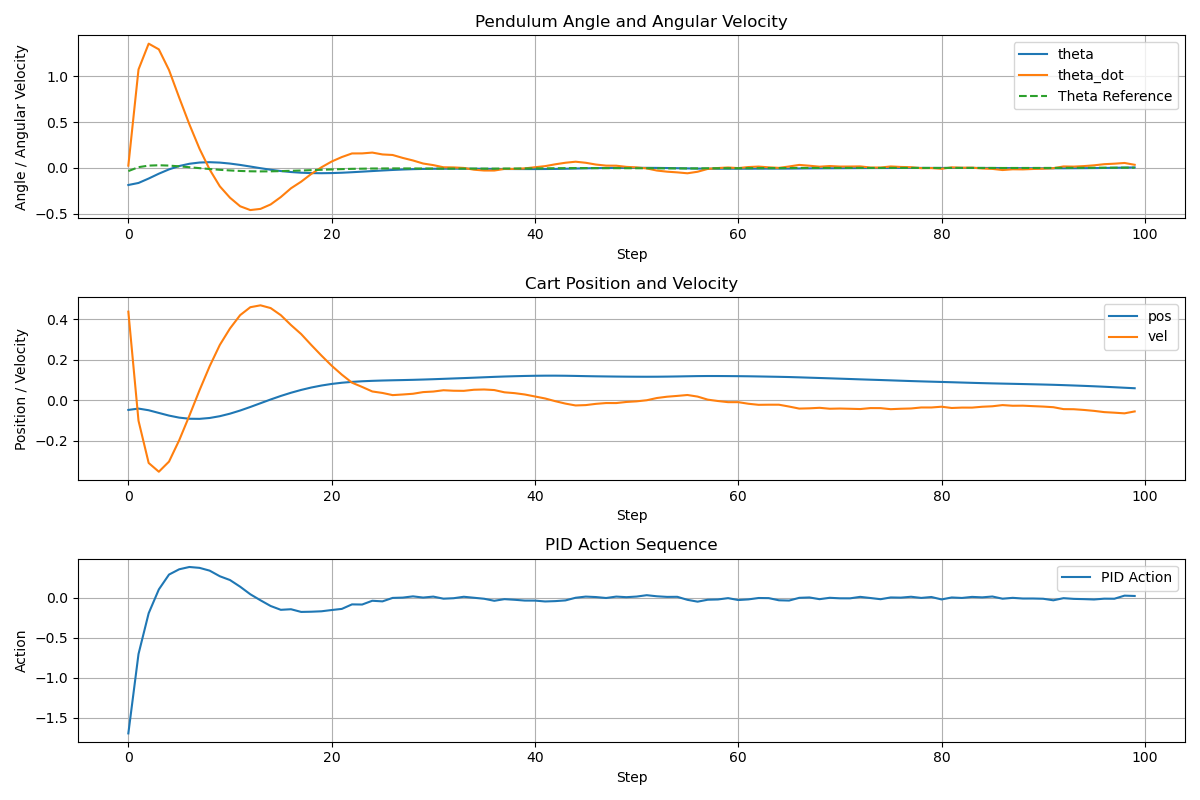 Pendulum Angle and Angular Velocity
Angle / Angular Velocity
1.0
0.5
0.0
−0.5
theta
theta_dot
Theta Reference
0 20 40 60 80 100
Step
Cart Position and Velocity
Position / Velocity
0.4
0.2
0.0
−0.2
pos
vel
0 20 40 60 80 100
Step
PID Action Sequence
Action
0.0
−0.5
−1.0
−1.5
PID Action
0 20 40 60 80 100
Step